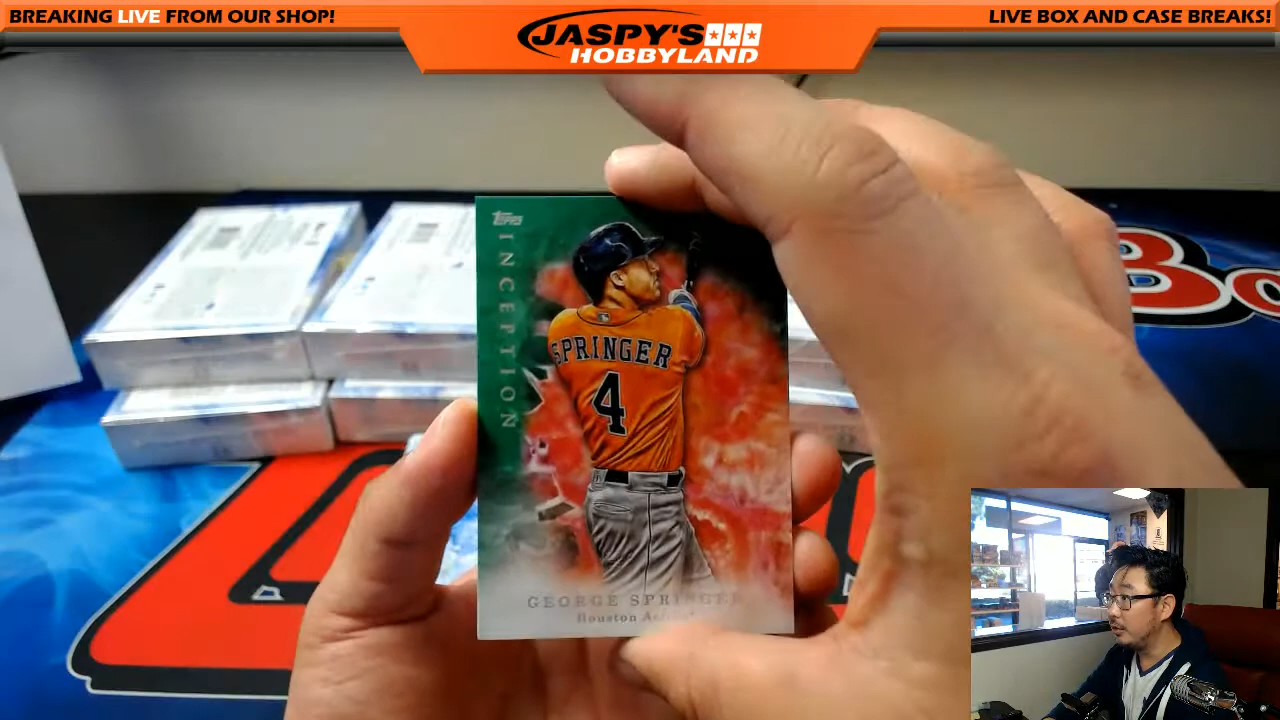 BREAKING LIVE FROM OUR SHOP!
JASPY'S
HOBBYLAND
LIVE BOX AND CASE BREAKS!
Topps
INCEPTION
SPRINGER
4
GEORGE SPRINGER
Houston